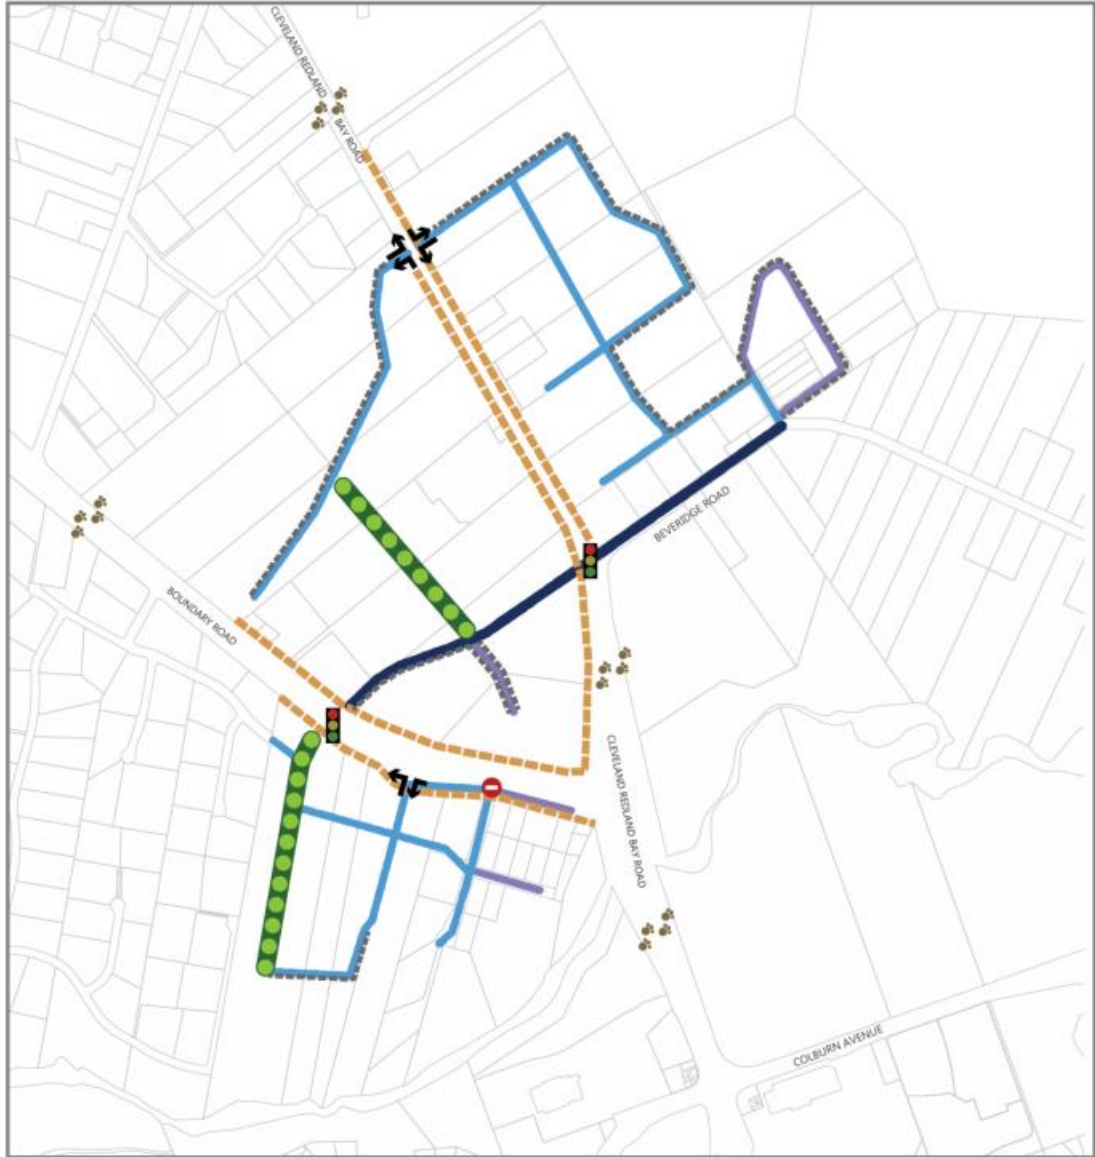 CLEVELAND REDLAND
BAY ROAD
BEVERIDGE ROAD
BOUNDARY ROAD
CLEVELAND REDLAND BAY ROAD
COLBURN AVENUE